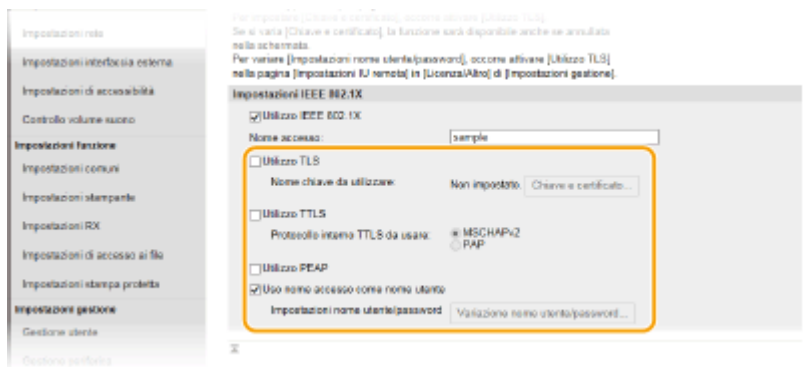 Impostazioni rete
Impostazioni interfaccia esterna
Impostazioni di accessibilità
Controllo volume suono
Impostazioni funzione
Impostazioni comuni
Impostazioni stampante
Impostazioni RX
Impostazioni di accesso ai file
Impostazioni stampa protetta
Impostazioni gestione
Gestione utente
Gestione periferica
Per impostare [Chiave e certificato], occorre attivare [Utilizzo TLS].
Se si varia [Chiave e certificato], la funzione sarà disponibile anche se annullata
nella schermata.
Per variare [Impostazioni nome utente/password], occorre attivare [Utilizzo TLS]
nella pagina [Impostazioni IU remota] in [Licenza/Altro] di [Impostazioni gestione].
Impostazioni IEEE 802.1X
Utilizzo IEEE 802.1X
Nome accesso: sample
Utilizzo TLS
Nome chiave da utilizzare: Non impostato. Chiave e certificato...
Utilizzo TTLS
Protocollo interno TTLS da usare: MSCHAPv2
PAP
Utilizzo PEAP
Uso nome accesso come nome utente
Impostazioni nome utente/password Variazione nome utente/password...